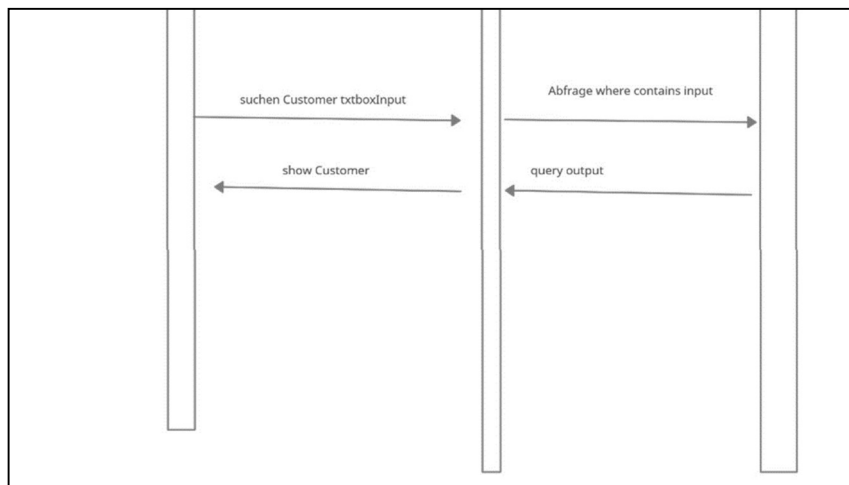 suchen Customer txtboxInput
Abfrage where contains input
show Customer
query output